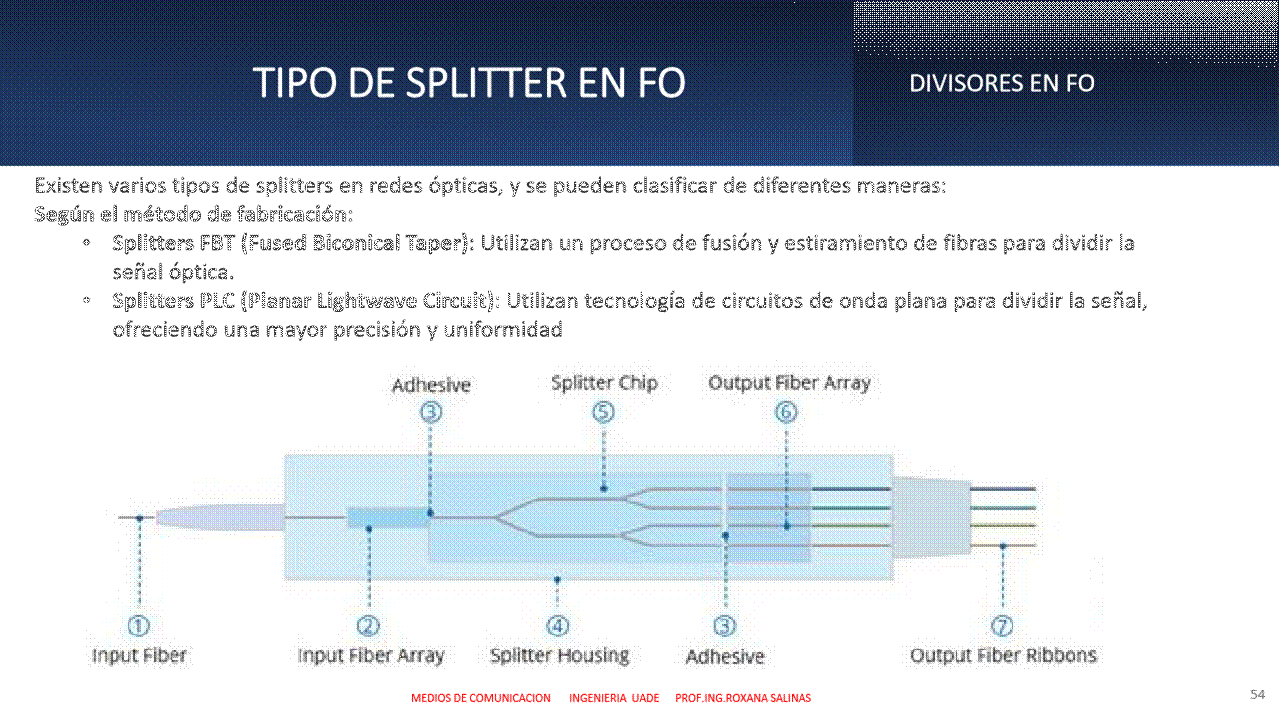 TIPO DE SPLITTER EN FO
DIVISORES EN FO
Existen varios tipos de splitters en redes ópticas, y se pueden clasificar de diferentes maneras:
Según el método de fabricación:
• Splitters FBT (Fused Biconical Taper): Utilizan un proceso de fusión y estiramiento de fibras para dividir la
señal óptica.
• Splitters PLC (Planar Lightwave Circuit): Utilizan tecnología de circuitos de onda plana para dividir la señal,
ofreciendo una mayor precisión y uniformidad
Adhesive
Splitter Chip
Output Fiber Array
③
⑤
⑥
①
②
④
③
⑦
Input Fiber
Input Fiber Array
Splitter Housing
Adhesive
Output Fiber Ribbons
MEDIOS DE COMUNICACION INGENIERIA UADE PROF.ING.ROXANA SALINAS
54